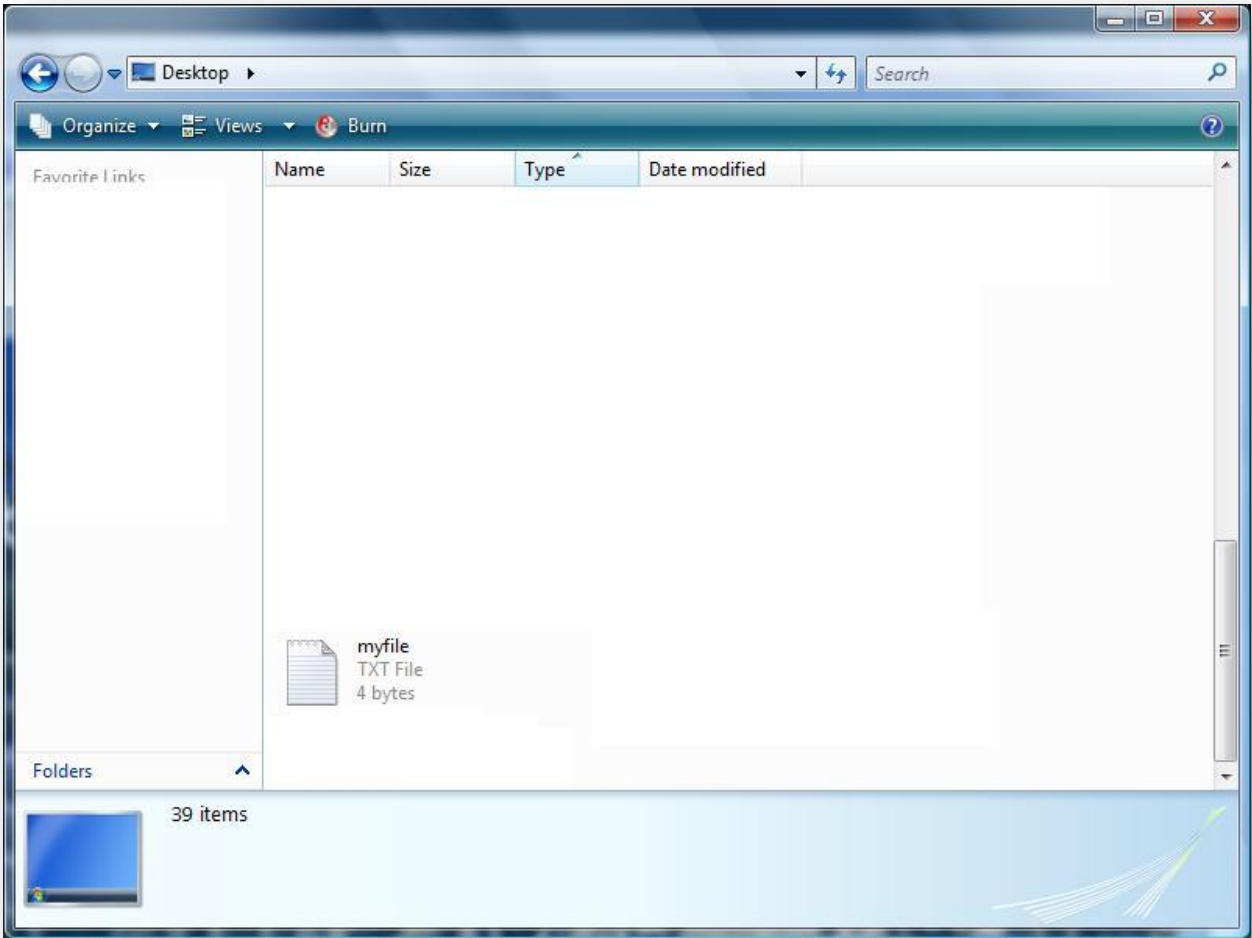 Desktop
Search
Organize Views Burn
Favorite Links
Name Size Type Date modified
myfile
TXT File
4 bytes
Folders
39 items